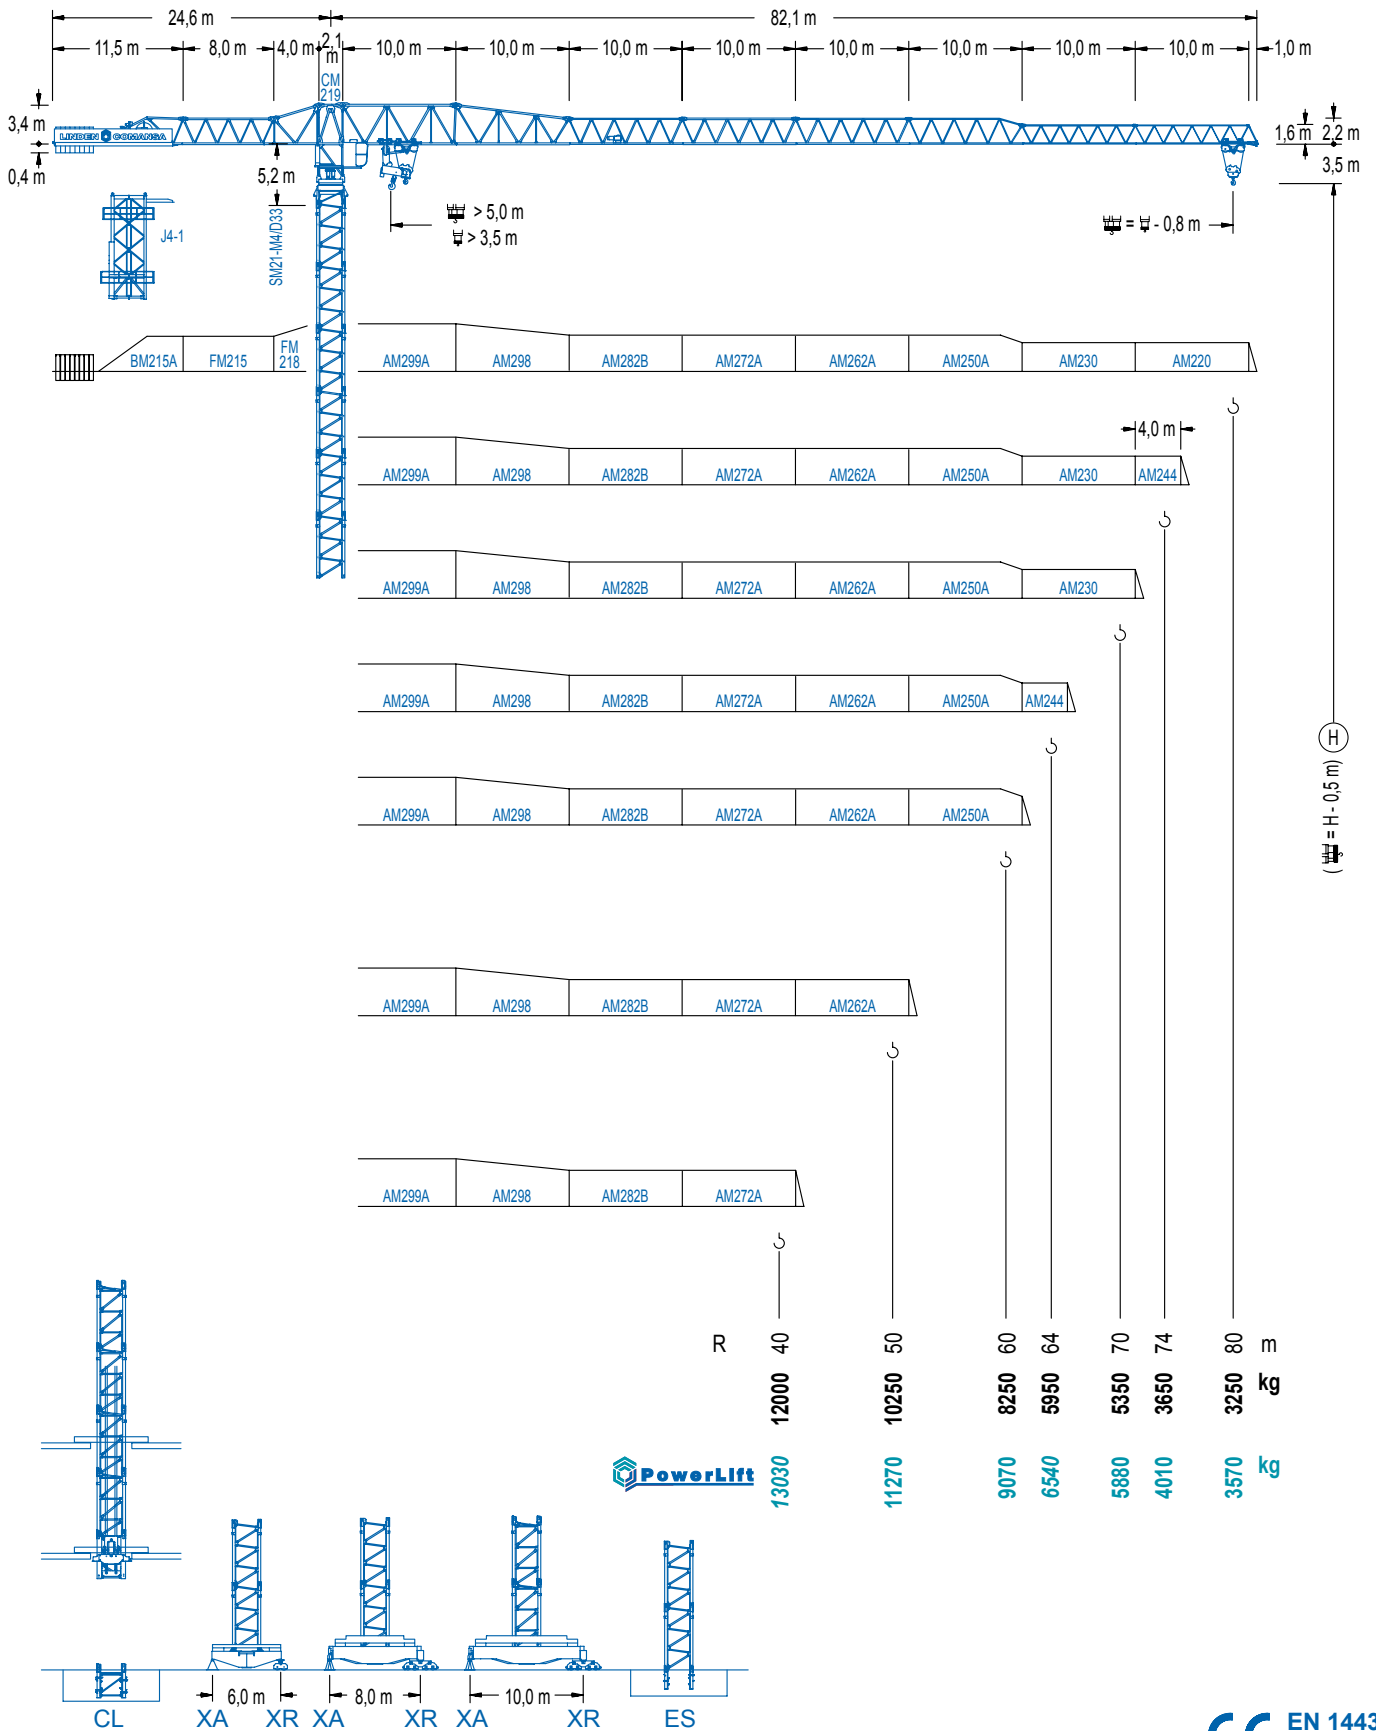 24,6 m 82,1 m
11,5 m 8,0 m 4,0 m 2,1 m 10,0 m 10,0 m 10,0 m 10,0 m 10,0 m 10,0 m 10,0 m 10,0 m 1,0 m
CM 219
3,4 m LINDEN COMANSA 1,6 m 2,2 m
0,4 m 5,2 m 3,5 m
J4-1 SM21-M4/D33
> 5,0 m = - 0,8 m
> 3,5 m
BM215A FM215 FM 218 AM299A AM298 AM282B AM272A AM262A AM250A AM230 AM220
4,0 m
AM299A AM298 AM282B AM272A AM262A AM250A AM230 AM244
AM299A AM298 AM282B AM272A AM262A AM250A AM230
AM299A AM298 AM282B AM272A AM262A AM250A AM244
H
( = H - 0,5 m)
AM299A AM298 AM282B AM272A AM262A AM250A
AM299A AM298 AM282B AM272A AM262A
AM299A AM298 AM282B AM272A
R 40 50 60 64 70 74 80 m
12000 10250 8250 5950 5350 3650 3250 kg
PowerLift 13030 11270 9070 6540 5880 4010 3570 kg
6,0 m 8,0 m 10,0 m
CL XA XR XA XR XA XR ES
CE EN 1443